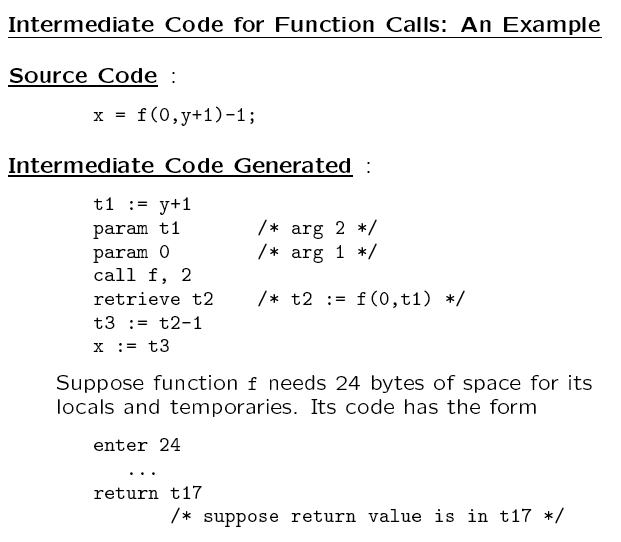 Intermediate Code for Function Calls: An Example
Source Code :
x = f(0,y+1)-1;
Intermediate Code Generated :
t1 := y+1
param t1 /* arg 2 */
param 0 /* arg 1 */
call f, 2
retrieve t2 /* t2 := f(0,t1) */
t3 := t2-1
x := t3
Suppose function f needs 24 bytes of space for its
locals and temporaries. Its code has the form
enter 24
...
return t17
/* suppose return value is in t17 */